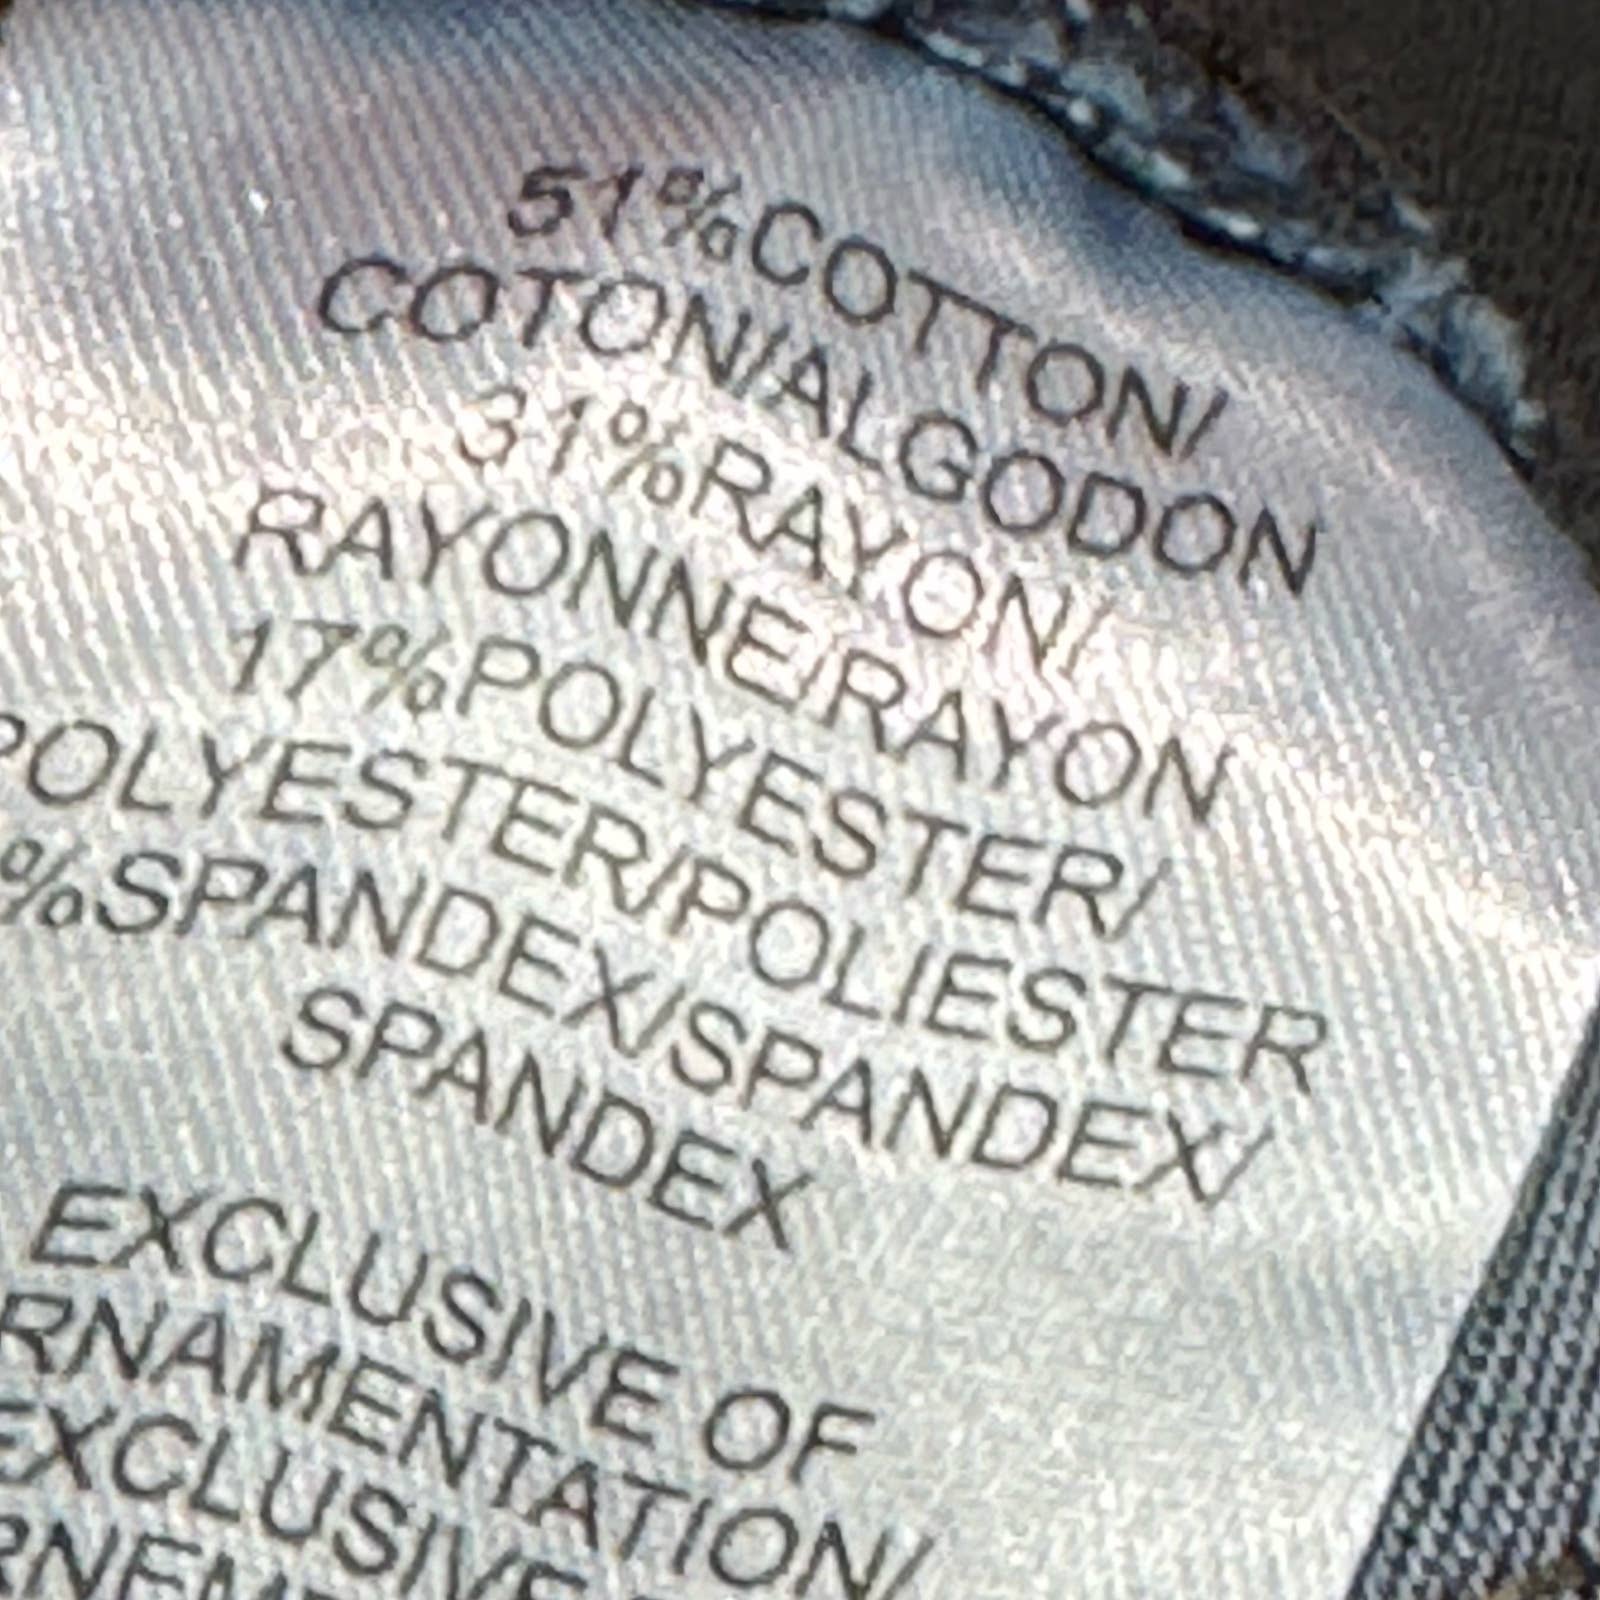 51%COTTON/
COTON/ALGODON
31%RAYON/
RAYONNE/RAYON
17%POLYESTER/
POLYESTER/POLIESTER
%SPANDEX/SPANDEX/
SPANDEX
EXCLUSIVE OF
RNAMENTATION/
EXCLUSIVE